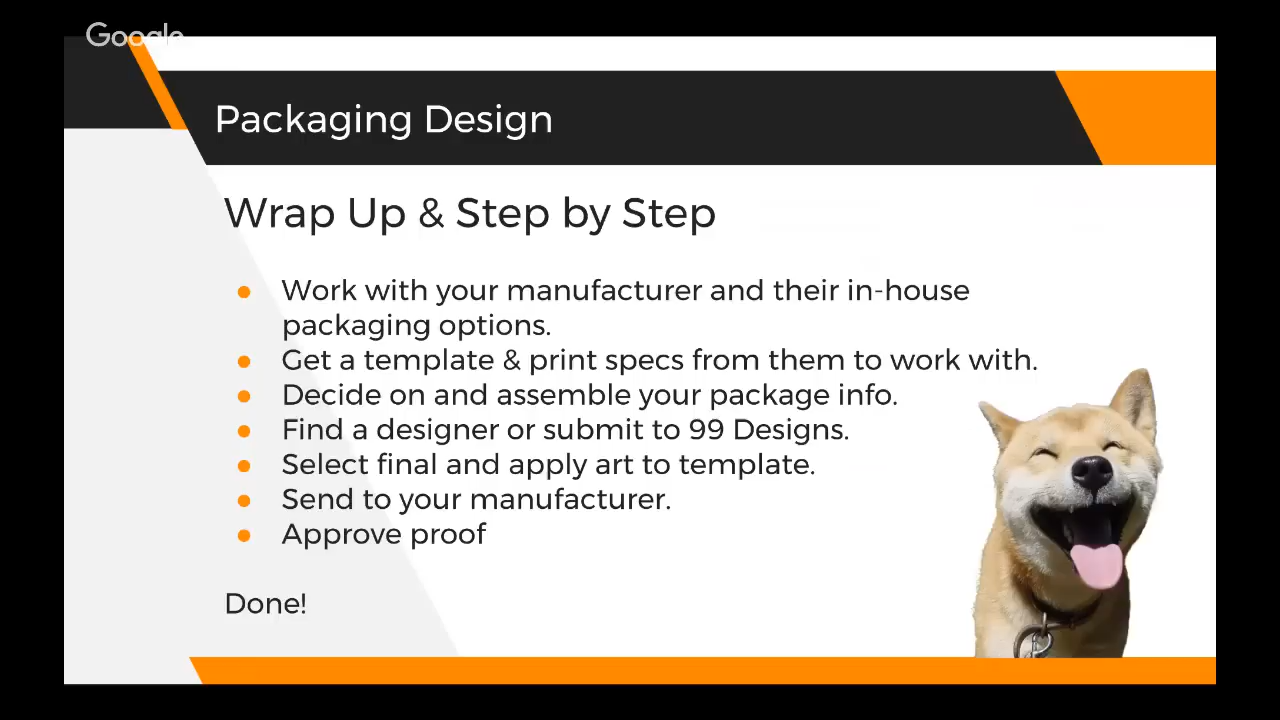 Google
Packaging Design
Wrap Up & Step by Step
● Work with your manufacturer and their in-house
packaging options.
● Get a template & print specs from them to work with.
● Decide on and assemble your package info.
● Find a designer or submit to 99 Designs.
● Select final and apply art to template.
● Send to your manufacturer.
● Approve proof
Done!